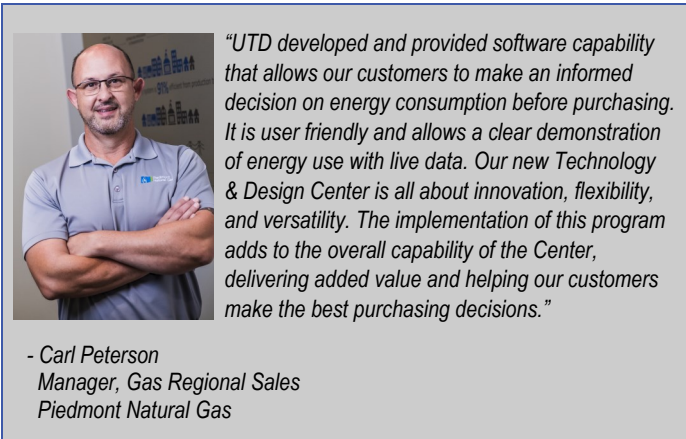 “UTD developed and provided software capability
that allows our customers to make an informed
decision on energy consumption before purchasing.
It is user friendly and allows a clear demonstration
of energy use with live data. Our new Technology
& Design Center is all about innovation, flexibility,
and versatility. The implementation of this program
adds to the overall capability of the Center,
delivering added value and helping our customers
make the best purchasing decisions.”
- Carl Peterson
Manager, Gas Regional Sales
Piedmont Natural Gas